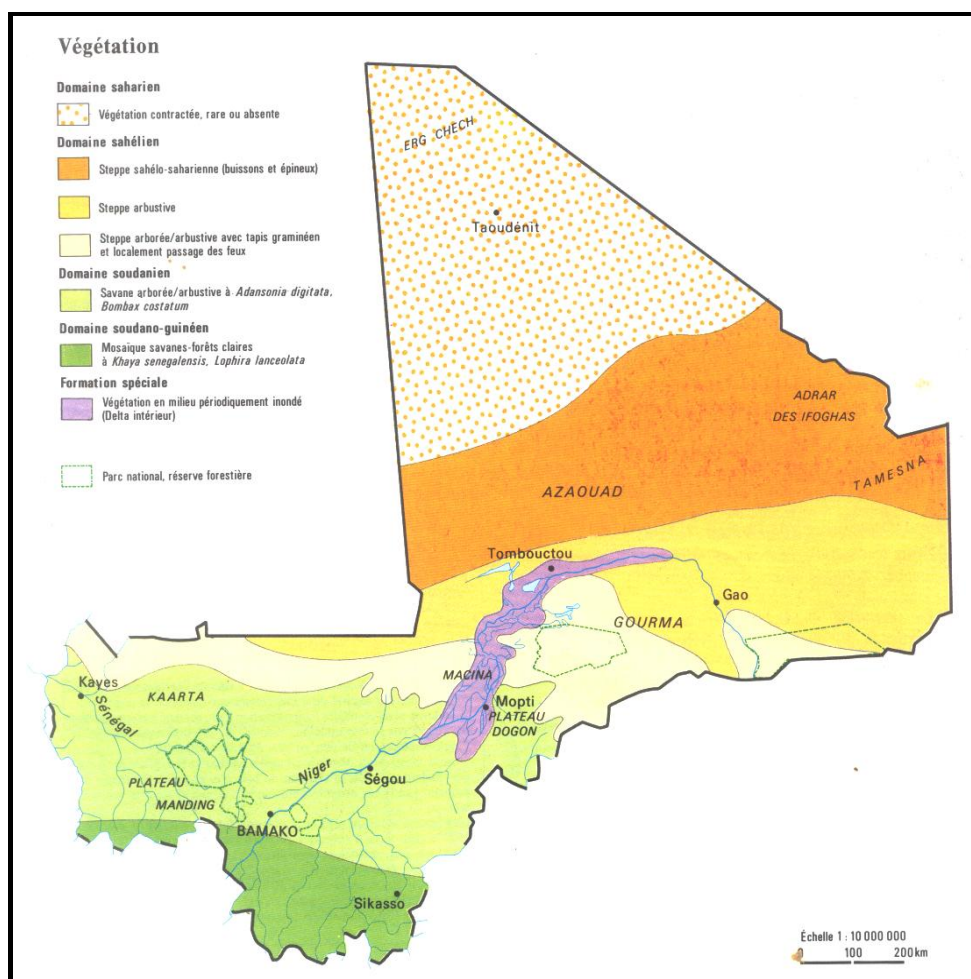 Végétation
Domaine saharien
Végétation contractée, rare ou absente
Domaine sahélien
Steppe sahélo-saharienne (buissons et épineux)
Steppe arbustive
Steppe arborée/arbustive avec tapis graminéen
et localement passage des feux
Domaine soudanien
Savane arborée/arbustive à Adansonia digitata,
Bombax costatum
Domaine soudano-guinéen
Mosaïque savanes-forêts claires
à Khaya senegalensis, Lophira lanceolata
Formation spéciale
Végétation en milieu périodiquement inondé
(Delta intérieur)
Parc national, réserve forestière
ERG CHECH
Taoudénit
ADRAR
DES IFOGHAS
TAMESNA
AZAOUAD
Tombouctou
Gao
GOURMA
MACINA
Kayes
KAARTA
Mopti
PLATEAU
DOGON
Sénégal
Niger
Ségou
PLATEAU
MANDING
BAMAKO
Sikasso
Échelle 1 : 10 000 000
0 100 200 km